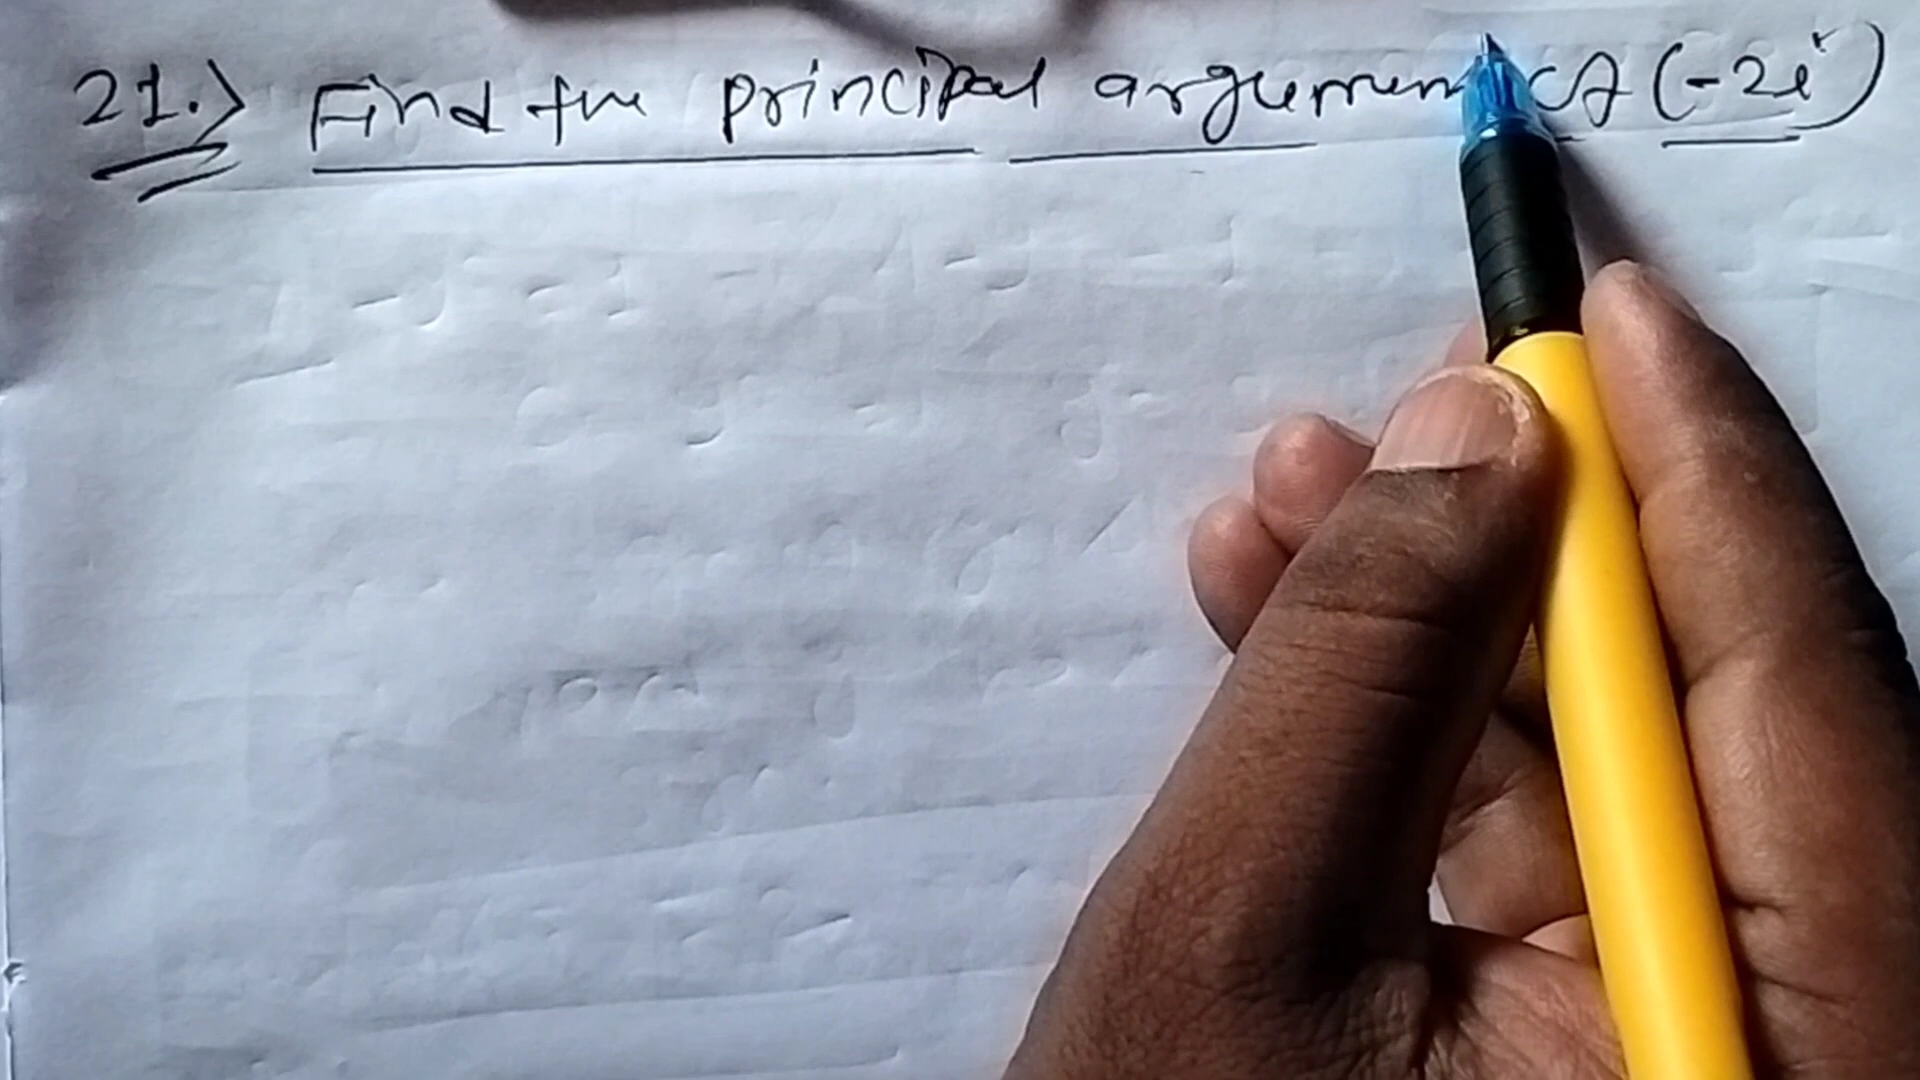 21.> Find the principal argument of (-2i)